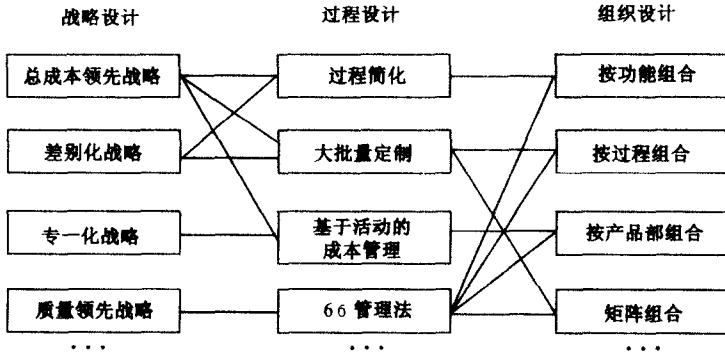 战略设计 过程设计 组织设计
总成本领先战略 过程简化 按功能组合
差别化战略 大批量定制 按过程组合
专一化战略 基于活动的 按产品部组合
成本管理
质量领先战略 66管理法 矩阵组合
... ... ...